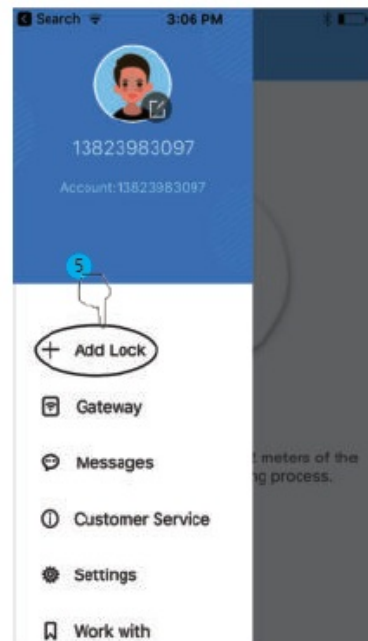 Search 3:06 PM
13823983097
Account:13823983097
5
+ Add Lock
Gateway
Messages
meters of the
ng process.
Customer Service
Settings
Work with